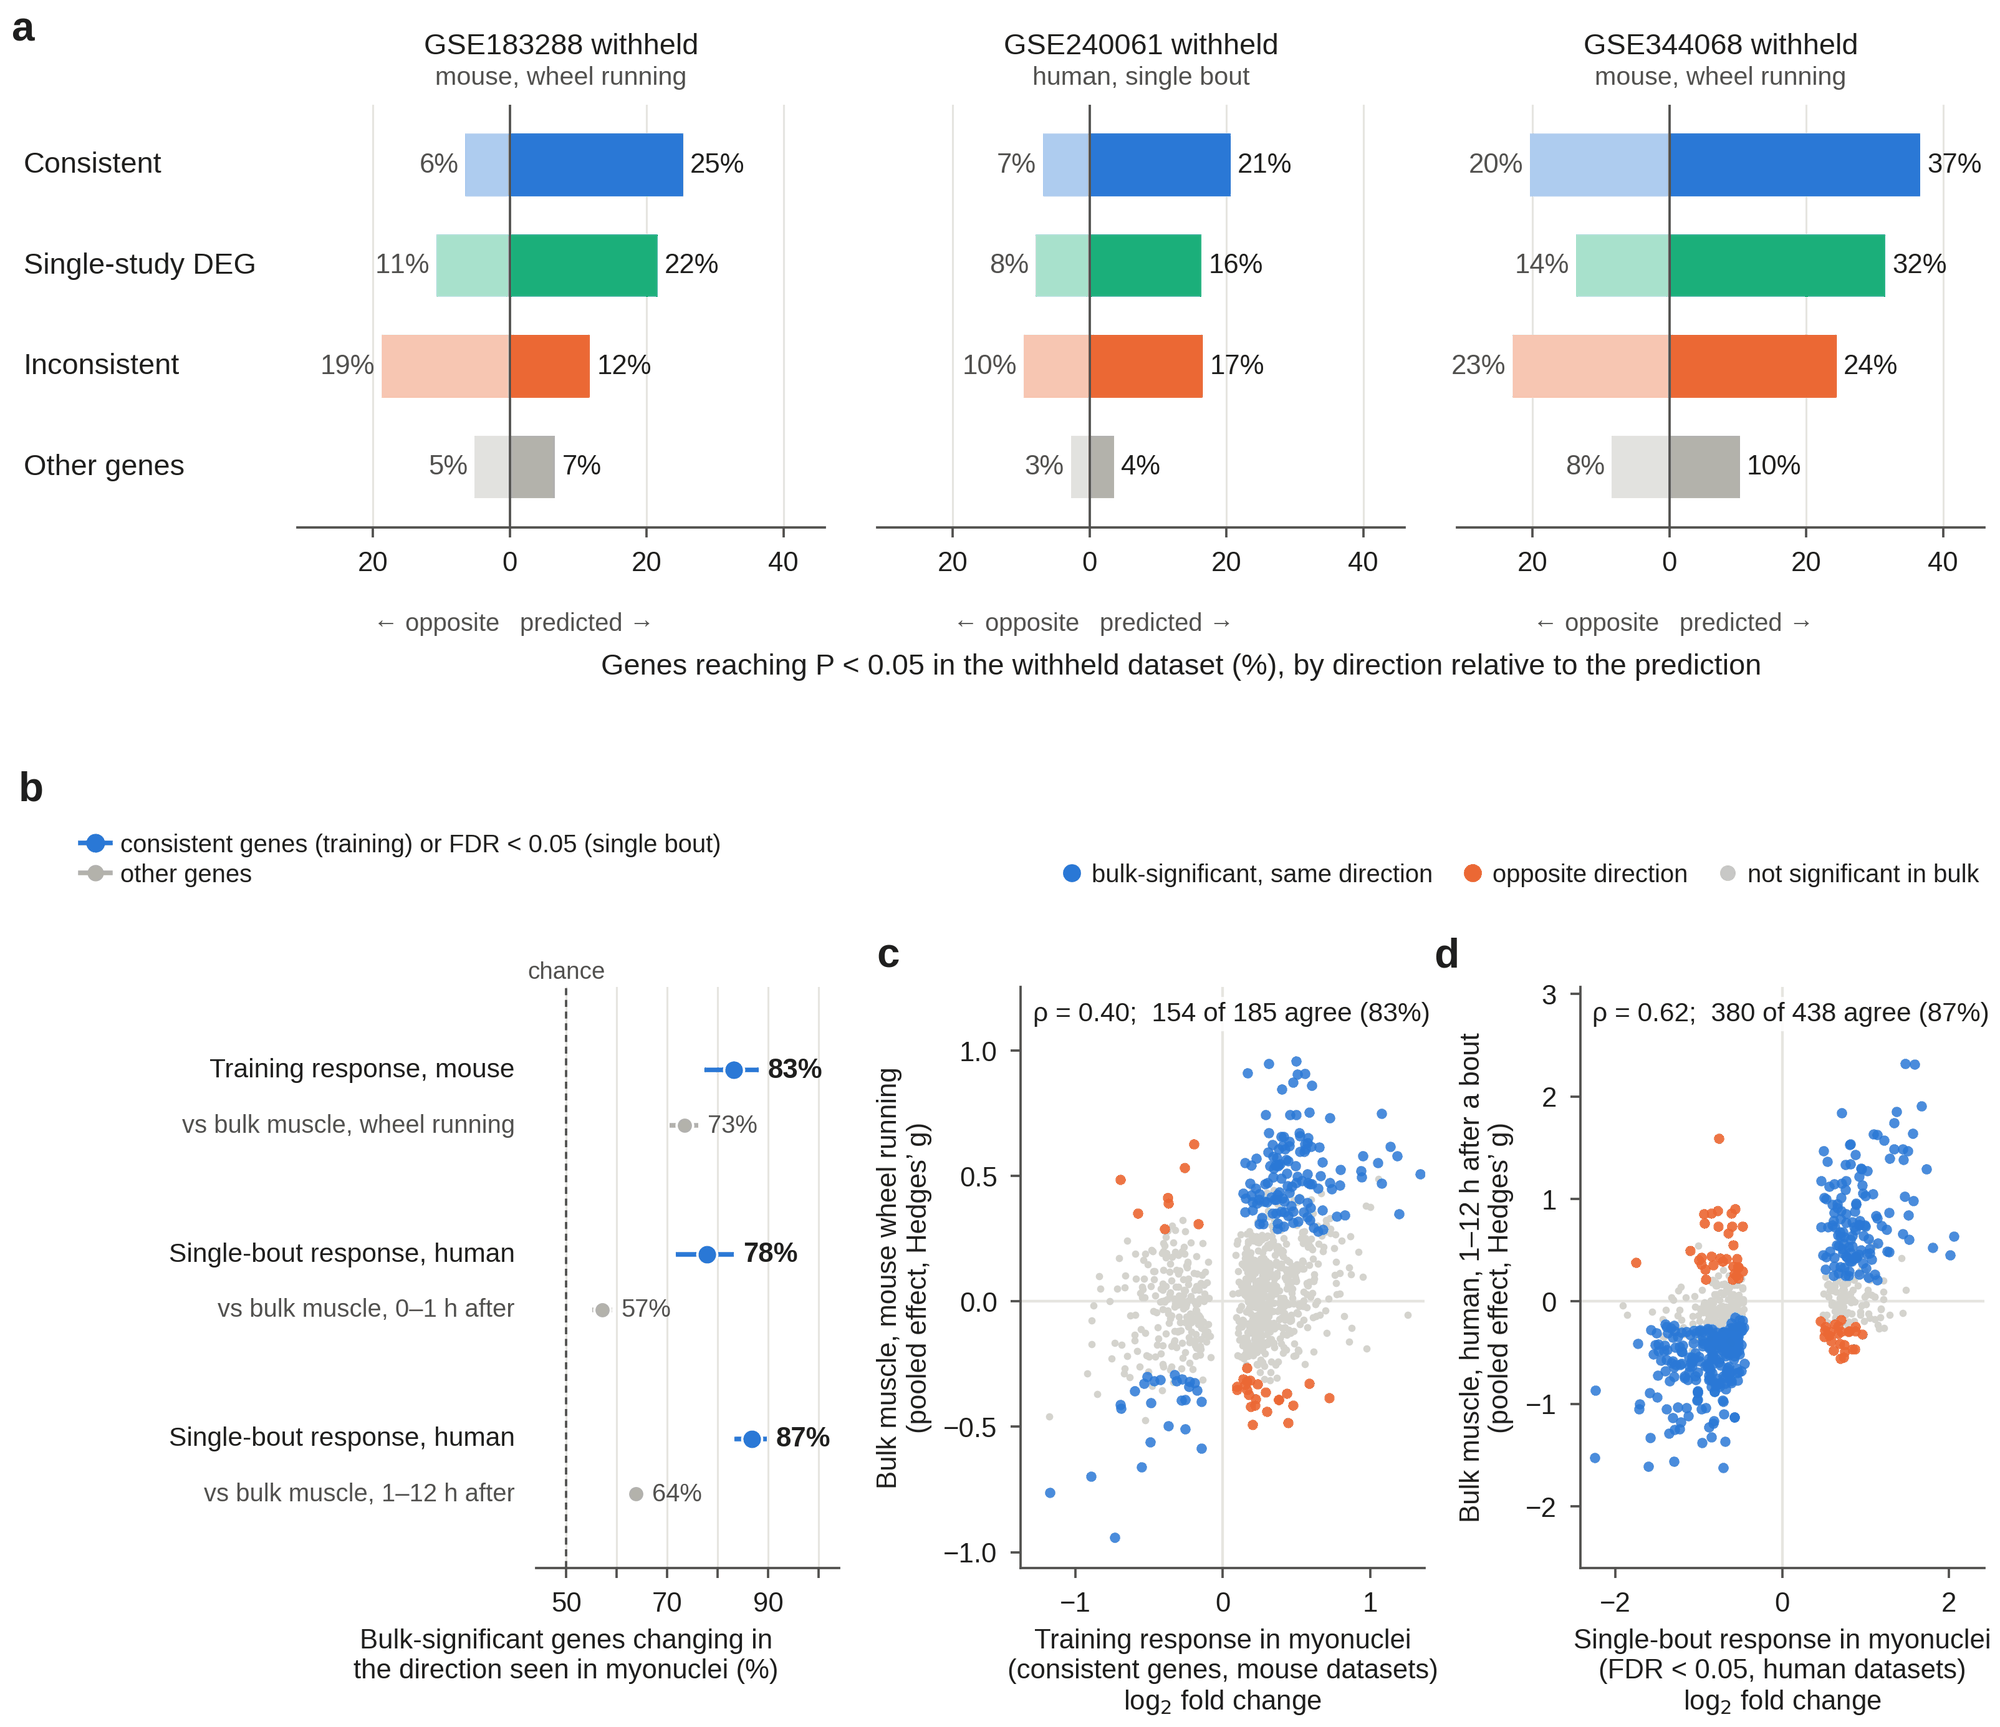 a
GSE183288 withheld
mouse, wheel running
GSE240061 withheld
human, single bout
GSE344068 withheld
mouse, wheel running
Consistent
6%
25%
7%
21%
20%
37%
Single-study DEG
11%
22%
8%
16%
14%
32%
Inconsistent
19%
12%
10%
17%
23%
24%
Other genes
5%
7%
3%
4%
8%
10%
20 0 20 40
20 0 20 40
20 0 20 40
← opposite predicted →
← opposite predicted →
← opposite predicted →
Genes reaching P < 0.05 in the withheld dataset (%), by direction relative to the prediction
b
consistent genes (training) or FDR < 0.05 (single bout)
other genes
chance
Training response, mouse
83%
vs bulk muscle, wheel running
73%
Single-bout response, human
78%
vs bulk muscle, 0–1 h after
57%
Single-bout response, human
87%
vs bulk muscle, 1–12 h after
64%
50 70 90
Bulk-significant genes changing in
the direction seen in myonuclei (%)
bulk-significant, same direction
opposite direction
not significant in bulk
c
ρ = 0.40; 154 of 185 agree (83%)
Bulk muscle, mouse wheel running
(pooled effect, Hedges’ g)
1.0
0.5
0.0
−0.5
−1.0
−1 0 1
Training response in myonuclei
(consistent genes, mouse datasets)
log₂ fold change
d
ρ = 0.62; 380 of 438 agree (87%)
Bulk muscle, human, 1–12 h after a bout
(pooled effect, Hedges’ g)
3
2
1
0
−1
−2
−2 0 2
Single-bout response in myonuclei
(FDR < 0.05, human datasets)
log₂ fold change